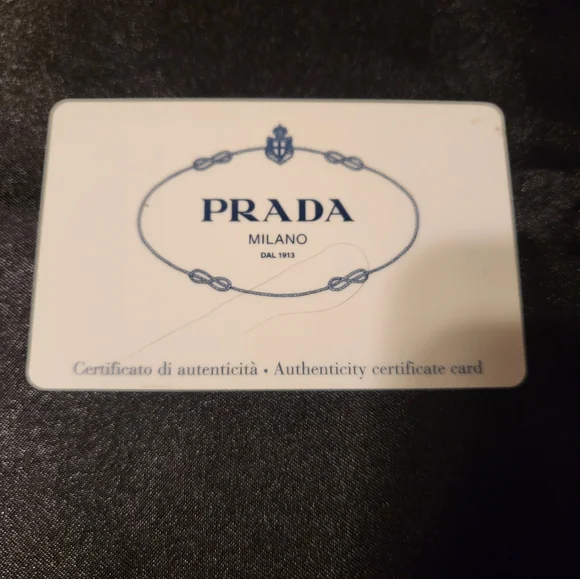 PRADA
MILANO
DAL 1913
Certificato di autenticità • Authenticity certificate card